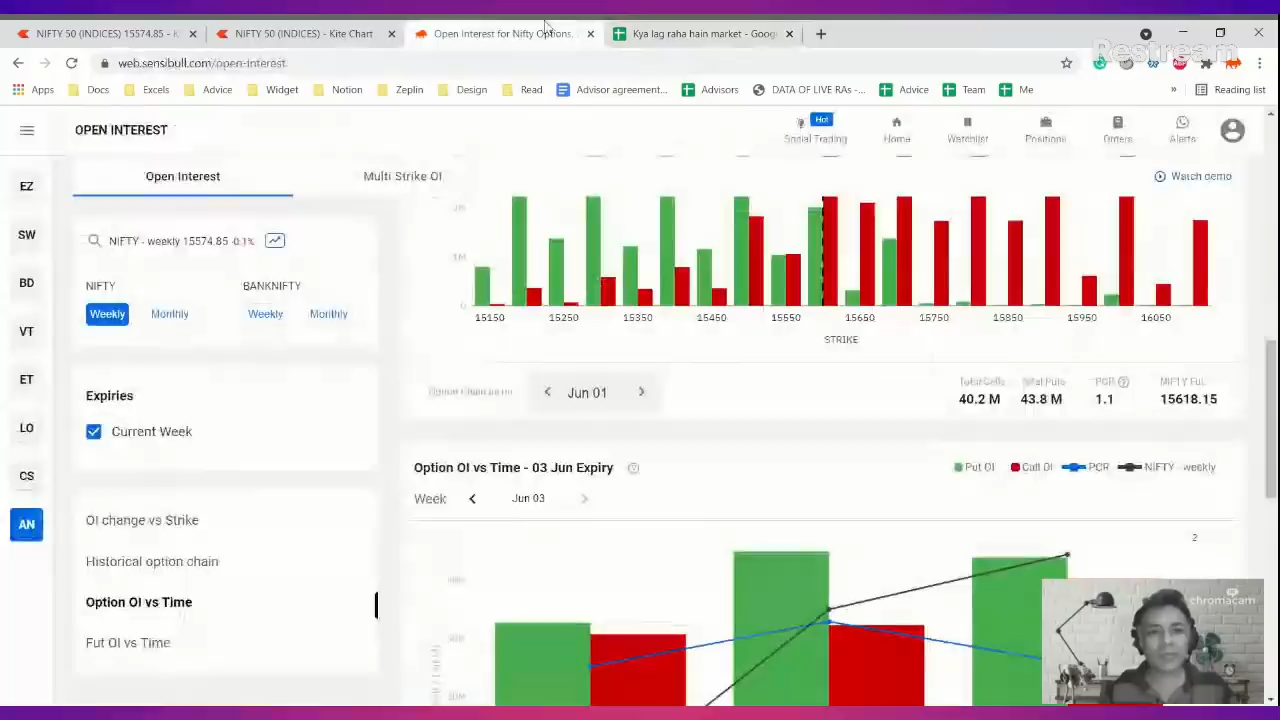 NIFTY 50 (INDICES) 15574.85 - K
NIFTY 50 (INDICES) - Kite Chart
Open Interest for Nifty Options,
Kya lag raha hain market - Goog
Restream
web.sensibull.com/open-interest
Apps
Docs
Excels
Advice
Widget
Notion
Zeplin
Design
Read
Advisor agreement...
Advisors
DATA OF LIVE RAs -...
Advice
Team
Me
»
Reading list
OPEN INTEREST
Hot
Social Trading
Home
Watchlist
Positions
Orders
Alerts
EZ
SW
BD
VT
ET
LO
CS
AN
Open Interest
Multi Strike OI
Watch demo
NIFTY - weekly 15574.85 -0.1%
NIFTY
BANKNIFTY
Weekly
Monthly
Weekly
Monthly
Expiries
Current Week
OI change vs Strike
Historical option chain
Option OI vs Time
Put OI vs Time
1M
0
15150
15250
15350
15450
15550
15650
15750
15850
15950
16050
STRIKE
Jun 01
Total Calls
40.2 M
Total Puts
43.8 M
PCR
1.1
NIFTY Fut
15618.15
Option OI vs Time - 03 Jun Expiry
Put OI
Call OI
PCR
NIFTY - weekly
Week
Jun 03
2
chromacam